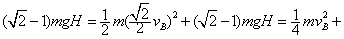 (√2−1)mgH = 1/2 m(√2/2 v_B)² + (√2−1)mgH = 1/4 mv_B² +